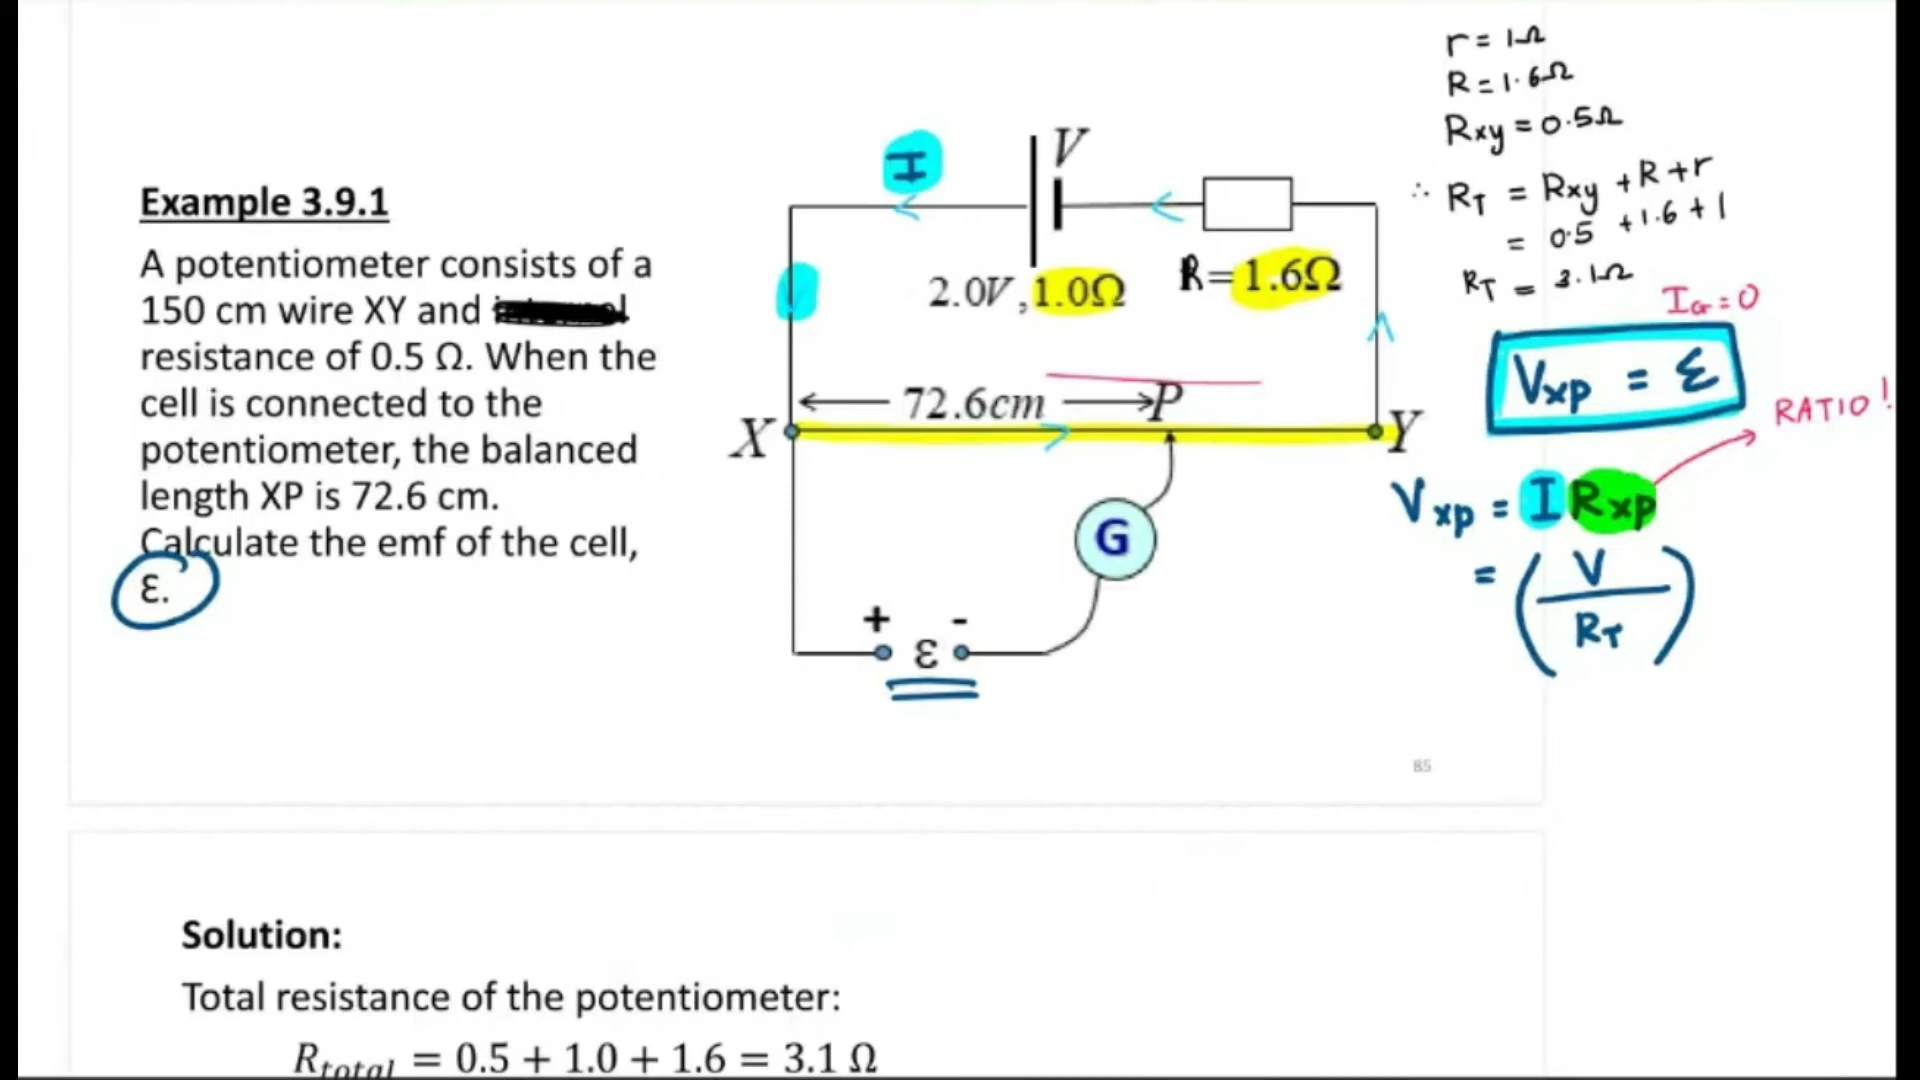 Example 3.9.1
A potentiometer consists of a
150 cm wire XY and
resistance of 0.5 Ω. When the
cell is connected to the
potentiometer, the balanced
length XP is 72.6 cm.
Calculate the emf of the cell,
ε.
I
V
2.0V, 1.0Ω
R=1.6Ω
72.6cm
P
X
Y
G
+ -
ε
r = 1Ω
R = 1.6Ω
Rxy = 0.5Ω
∴ RT = Rxy + R + r
= 0.5 + 1.6 + 1
RT = 3.1Ω
IG = 0
Vxp = ε
RATIO!
Vxp = I Rxp
= (V/RT)
85
Solution:
Total resistance of the potentiometer:
Rtotal = 0.5 + 1.0 + 1.6 = 3.1 Ω